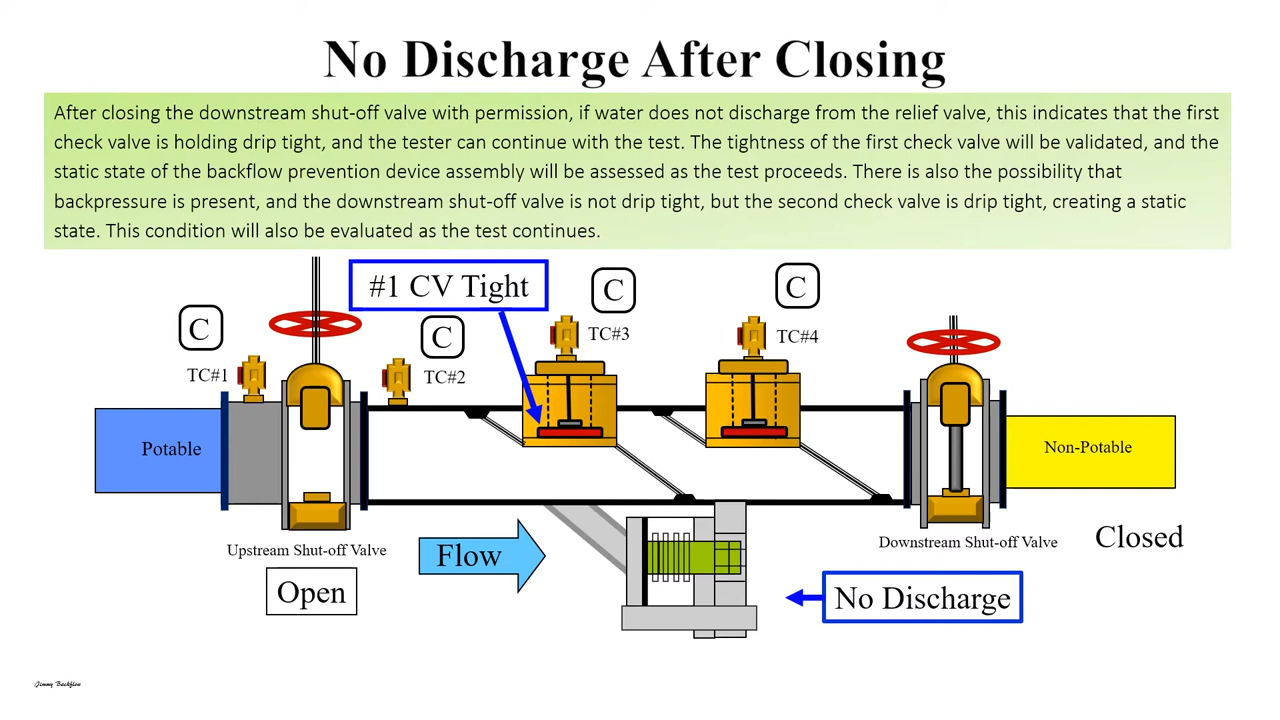 No Discharge After Closing
After closing the downstream shut-off valve with permission, if water does not discharge from the relief valve, this indicates that the first
check valve is holding drip tight, and the tester can continue with the test. The tightness of the first check valve will be validated, and the
static state of the backflow prevention device assembly will be assessed as the test proceeds. There is also the possibility that
backpressure is present, and the downstream shut-off valve is not drip tight, but the second check valve is drip tight, creating a static
state. This condition will also be evaluated as the test continues.
#1 CV Tight
C
C
C
C
TC#1
TC#2
TC#3
TC#4
Potable
Non-Potable
Upstream Shut-off Valve
Open
Flow
Downstream Shut-off Valve
Closed
No Discharge
Jimmy Backflow